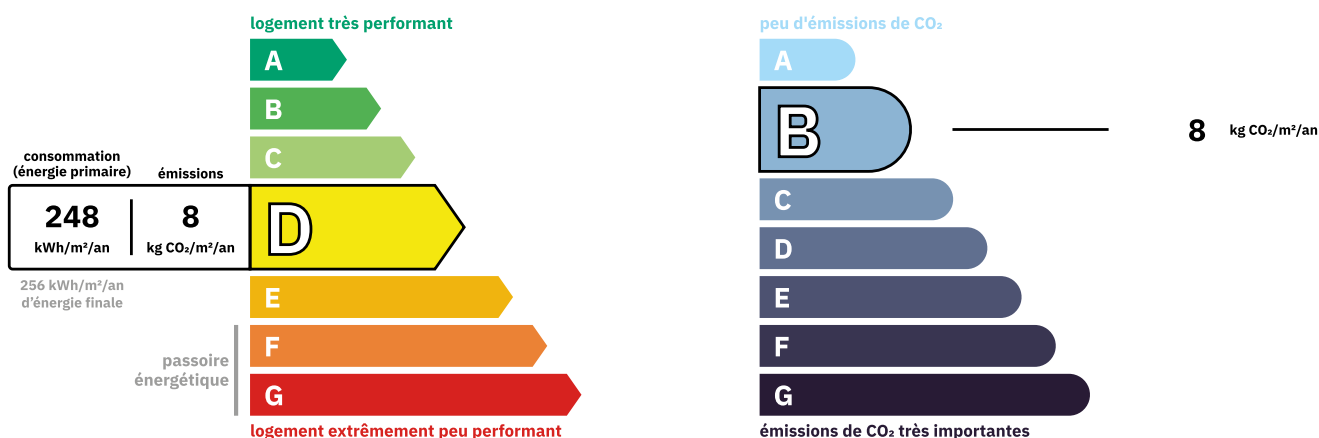 logement très performant
A
B
C
consommation
(énergie primaire)
émissions
248
kWh/m²/an
8
kg CO₂/m²/an
D
256 kWh/m²/an
d'énergie finale
E
passoire
énergétique
F
G
logement extrêmement peu performant
peu d'émissions de CO₂
A
B
8 kg CO₂/m²/an
C
D
E
F
G
émissions de CO₂ très importantes